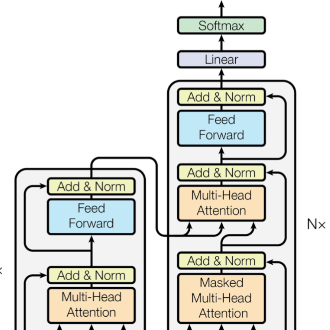 Softmax
Linear
Add & Norm
Feed
Forward
Add & Norm
Multi-Head
Attention
Add & Norm
Masked
Multi-Head
Attention
N×
Add & Norm
Feed
Forward
Add & Norm
Multi-Head
Attention
×